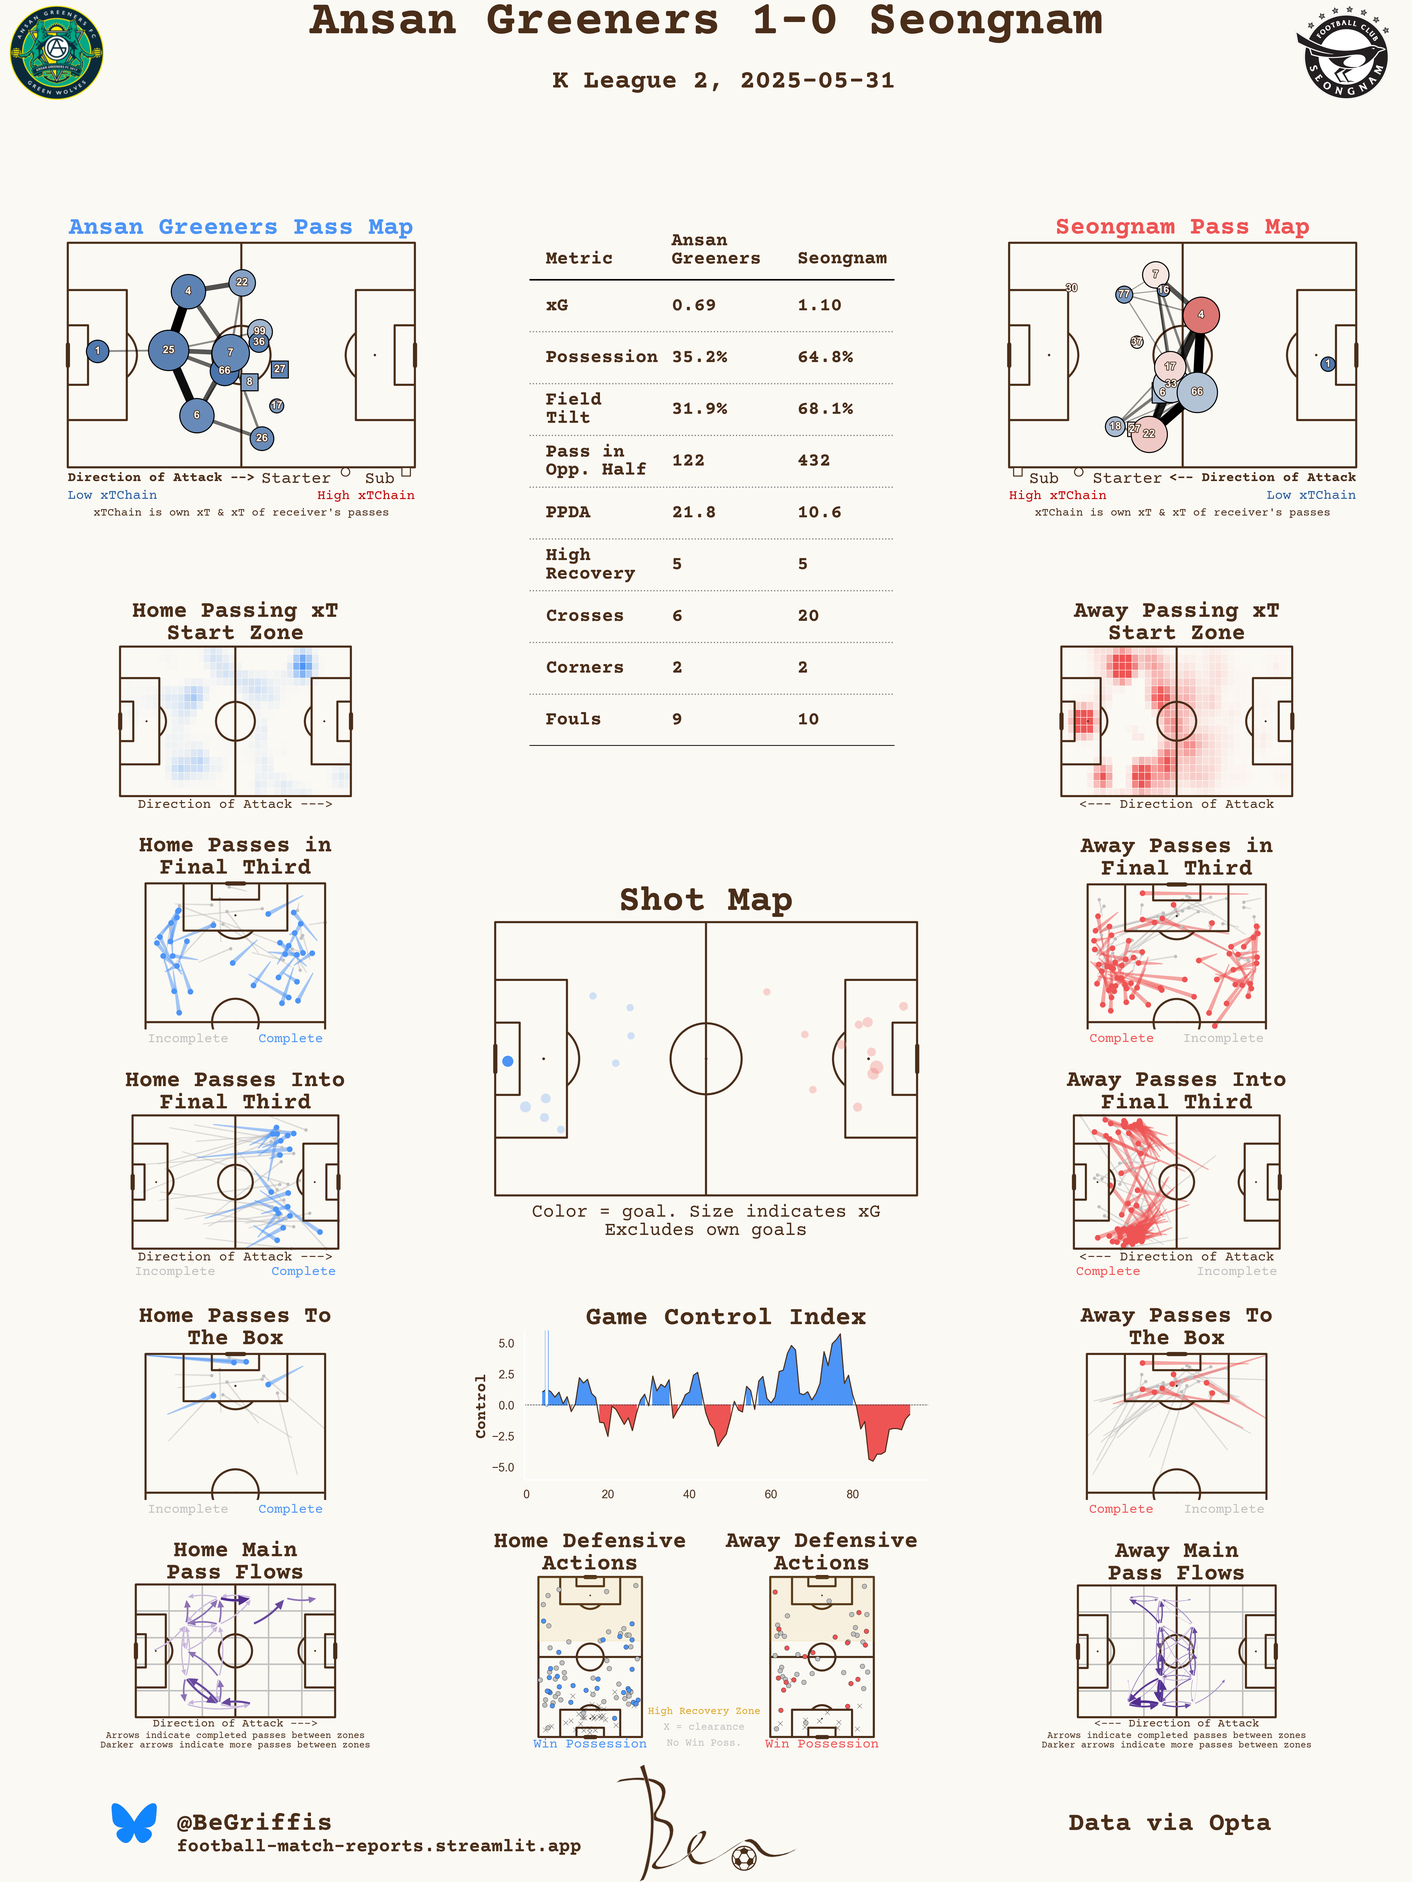 Ansan Greeners 1-0 Seongnam
K League 2, 2025-05-31
ANSAN GREENERS FC
GREEN WOLVES
FOOTBALL CLUB
SEONGNAM
Ansan Greeners Pass Map
1
25
4
22
99
36
7
66
8
27
17
6
26
Direction of Attack --> Starter Sub
Low xTChain High xTChain
xTChain is own xT & xT of receiver's passes
Metric Ansan Greeners Seongnam
xG 0.69 1.10
Possession 35.2% 64.8%
Field Tilt 31.9% 68.1%
Pass in Opp. Half 122 432
PPDA 21.8 10.6
High Recovery 5 5
Crosses 6 20
Corners 2 2
Fouls 9 10
Seongnam Pass Map
30
7
77
16
4
37
17
33
6
66
18
27
22
1
Sub Starter <-- Direction of Attack
High xTChain Low xTChain
xTChain is own xT & xT of receiver's passes
Home Passing xT
Start Zone
Direction of Attack --->
Away Passing xT
Start Zone
<--- Direction of Attack
Home Passes in
Final Third
Incomplete Complete
Away Passes in
Final Third
Complete Incomplete
Shot Map
Color = goal. Size indicates xG
Excludes own goals
Home Passes Into
Final Third
Direction of Attack --->
Incomplete Complete
Away Passes Into
Final Third
<--- Direction of Attack
Complete Incomplete
Home Passes To
The Box
Incomplete Complete
Game Control Index
Control
5.0
2.5
0.0
−2.5
−5.0
0 20 40 60 80
Away Passes To
The Box
Complete Incomplete
Home Main
Pass Flows
Direction of Attack --->
Arrows indicate completed passes between zones
Darker arrows indicate more passes between zones
Home Defensive
Actions
Win Possession
High Recovery Zone
X = clearance
No Win Poss.
Away Defensive
Actions
Win Possession
Away Main
Pass Flows
<--- Direction of Attack
Arrows indicate completed passes between zones
Darker arrows indicate more passes between zones
@BeGriffis
football-match-reports.streamlit.app
Ben
Data via Opta